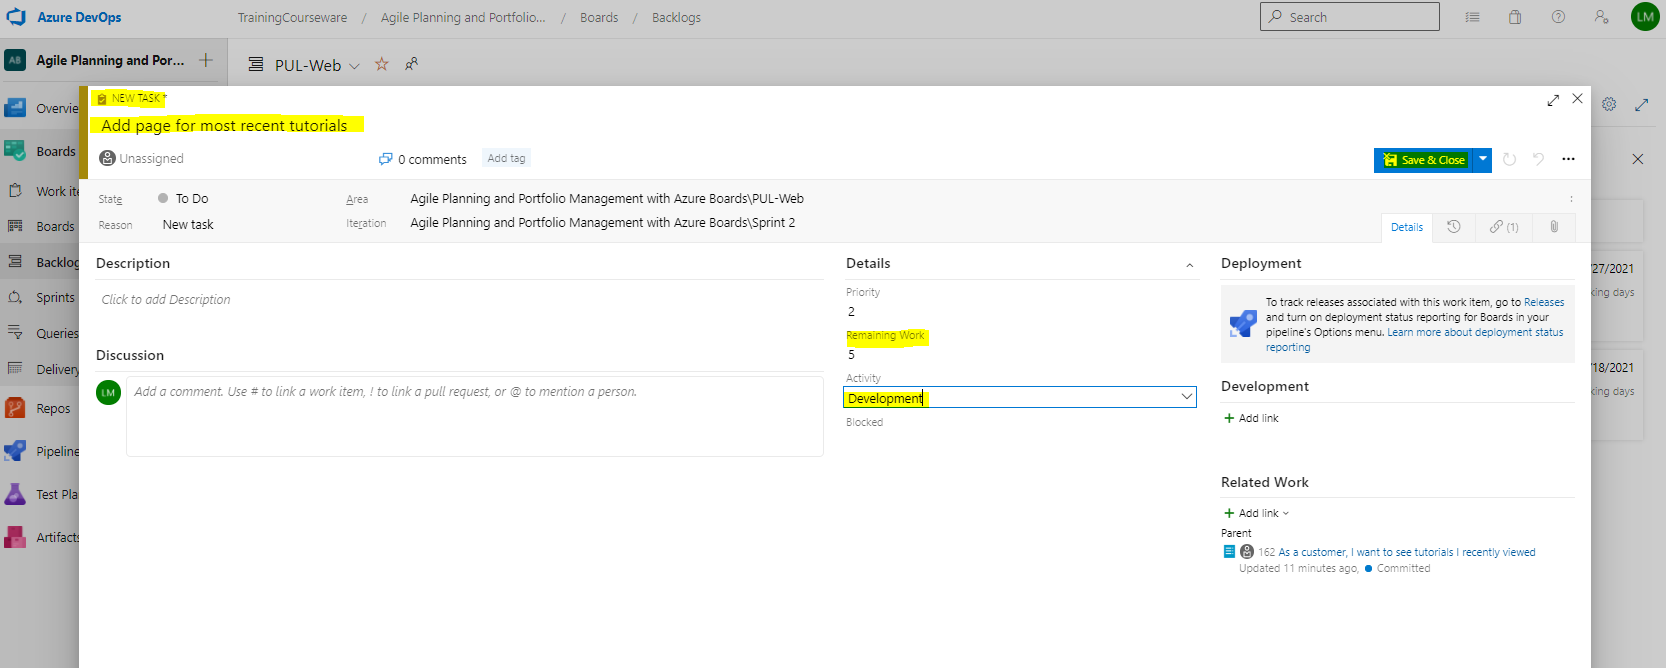 Azure DevOps
TrainingCourseware / Agile Planning and Portfolio... / Boards / Backlogs
Search
LM
AB
Agile Planning and Por...
PUL-Web
Overvie
Boards
Work ite
Boards
Backlog
Sprints
Queries
Delivery
Repos
Pipeline
Test Pla
Artifacts
NEW TASK *
Add page for most recent tutorials
Unassigned
0 comments
Add tag
Save & Close
State
To Do
Area
Agile Planning and Portfolio Management with Azure Boards\PUL-Web
Reason
New task
Iteration
Agile Planning and Portfolio Management with Azure Boards\Sprint 2
Details
(1)
Description
Click to add Description
Discussion
LM
Add a comment. Use # to link a work item, ! to link a pull request, or @ to mention a person.
Details
Priority
2
Remaining Work
5
Activity
Development
Blocked
Deployment
To track releases associated with this work item, go to Releases
and turn on deployment status reporting for Boards in your
pipeline's Options menu. Learn more about deployment status
reporting
Development
+ Add link
Related Work
+ Add link
Parent
162 As a customer, I want to see tutorials I recently viewed
Updated 11 minutes ago, Committed
/27/2021
king days
/18/2021
king days